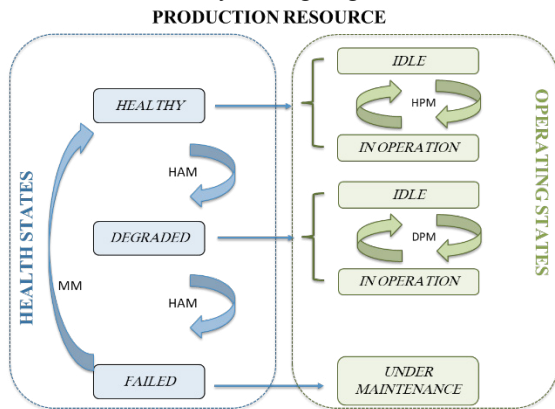 PRODUCTION RESOURCE
HEALTH STATES
HEALTHY
HAM
DEGRADED
MM
HAM
FAILED
IDLE
HPM
IN OPERATION
IDLE
DPM
IN OPERATION
UNDER
MAINTENANCE
OPERATING STATES